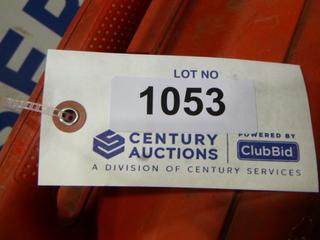 LOT NO
1053
CENTURY
AUCTIONS
POWERED BY
ClubBid
A DIVISION OF CENTURY SERVICES